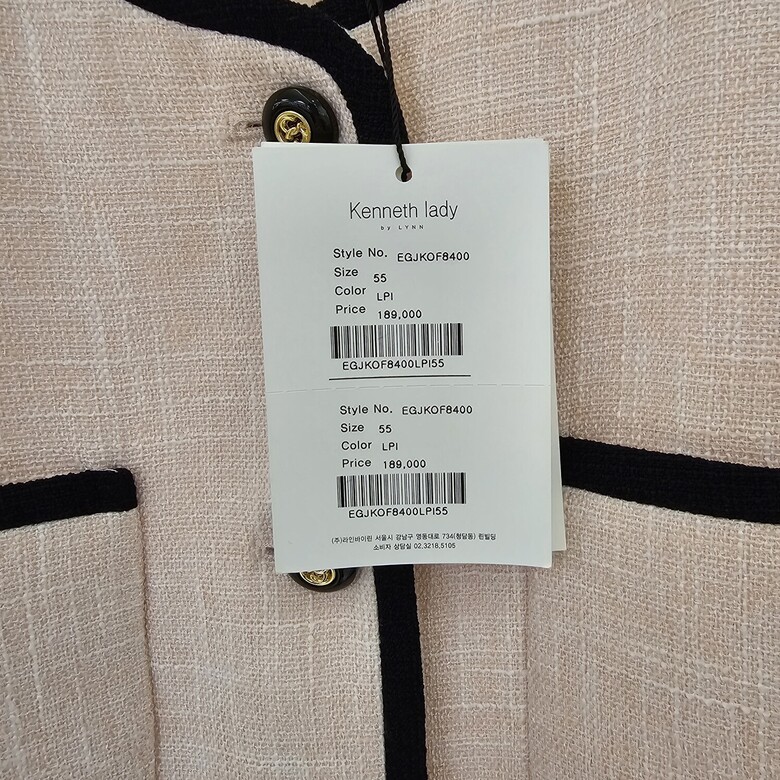 Kenneth lady
by LYNN
Style No. EGJKOF8400
Size 55
Color LPI
Price 189,000
EGJKOF8400LPI55
Style No. EGJKOF8400
Size 55
Color LPI
Price 189,000
EGJKOF8400LPI55
(주)라인바이린 서울시 강남구 영동대로 734(청담동) 린빌딩
소비자 상담실 02.3218.5105